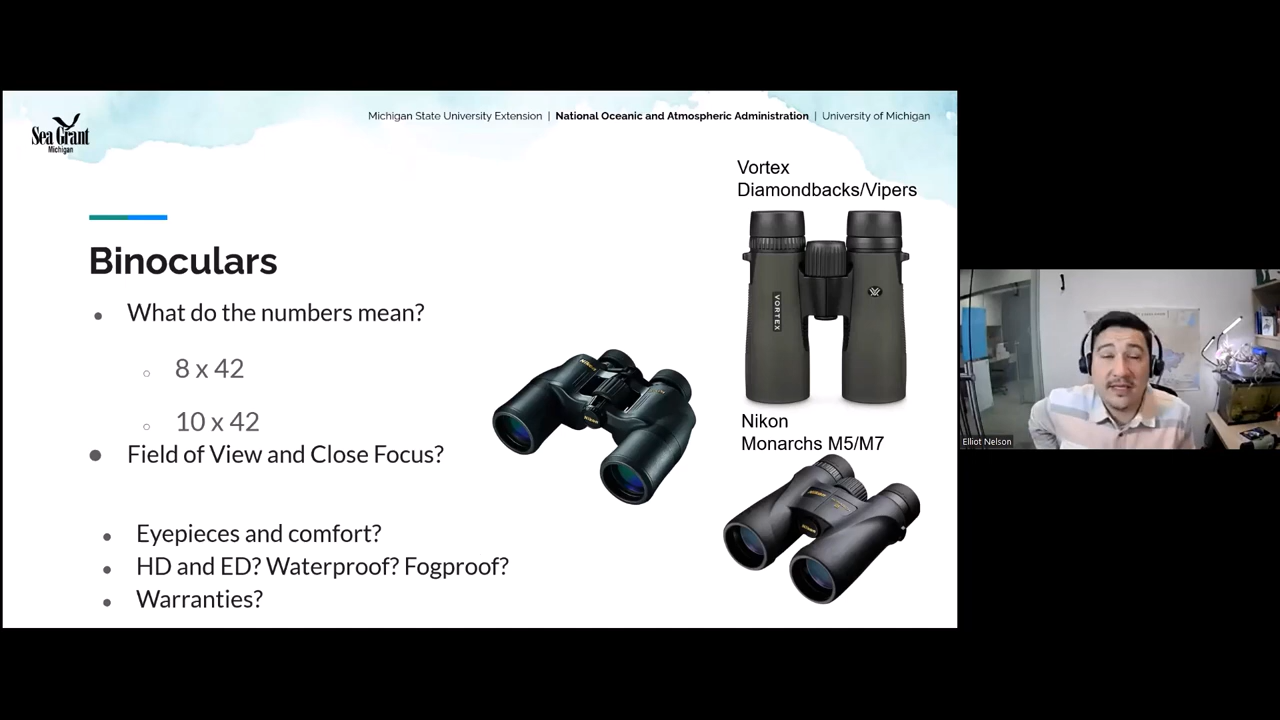 Sea Grant
Michigan
Michigan State University Extension | National Oceanic and Atmospheric Administration | University of Michigan
Binoculars
What do the numbers mean?
8 x 42
10 x 42
Field of View and Close Focus?
Eyepieces and comfort?
HD and ED? Waterproof? Fogproof?
Warranties?
Vortex
Diamondbacks/Vipers
VORTEX
Nikon
Monarchs M5/M7
Elliot Nelson